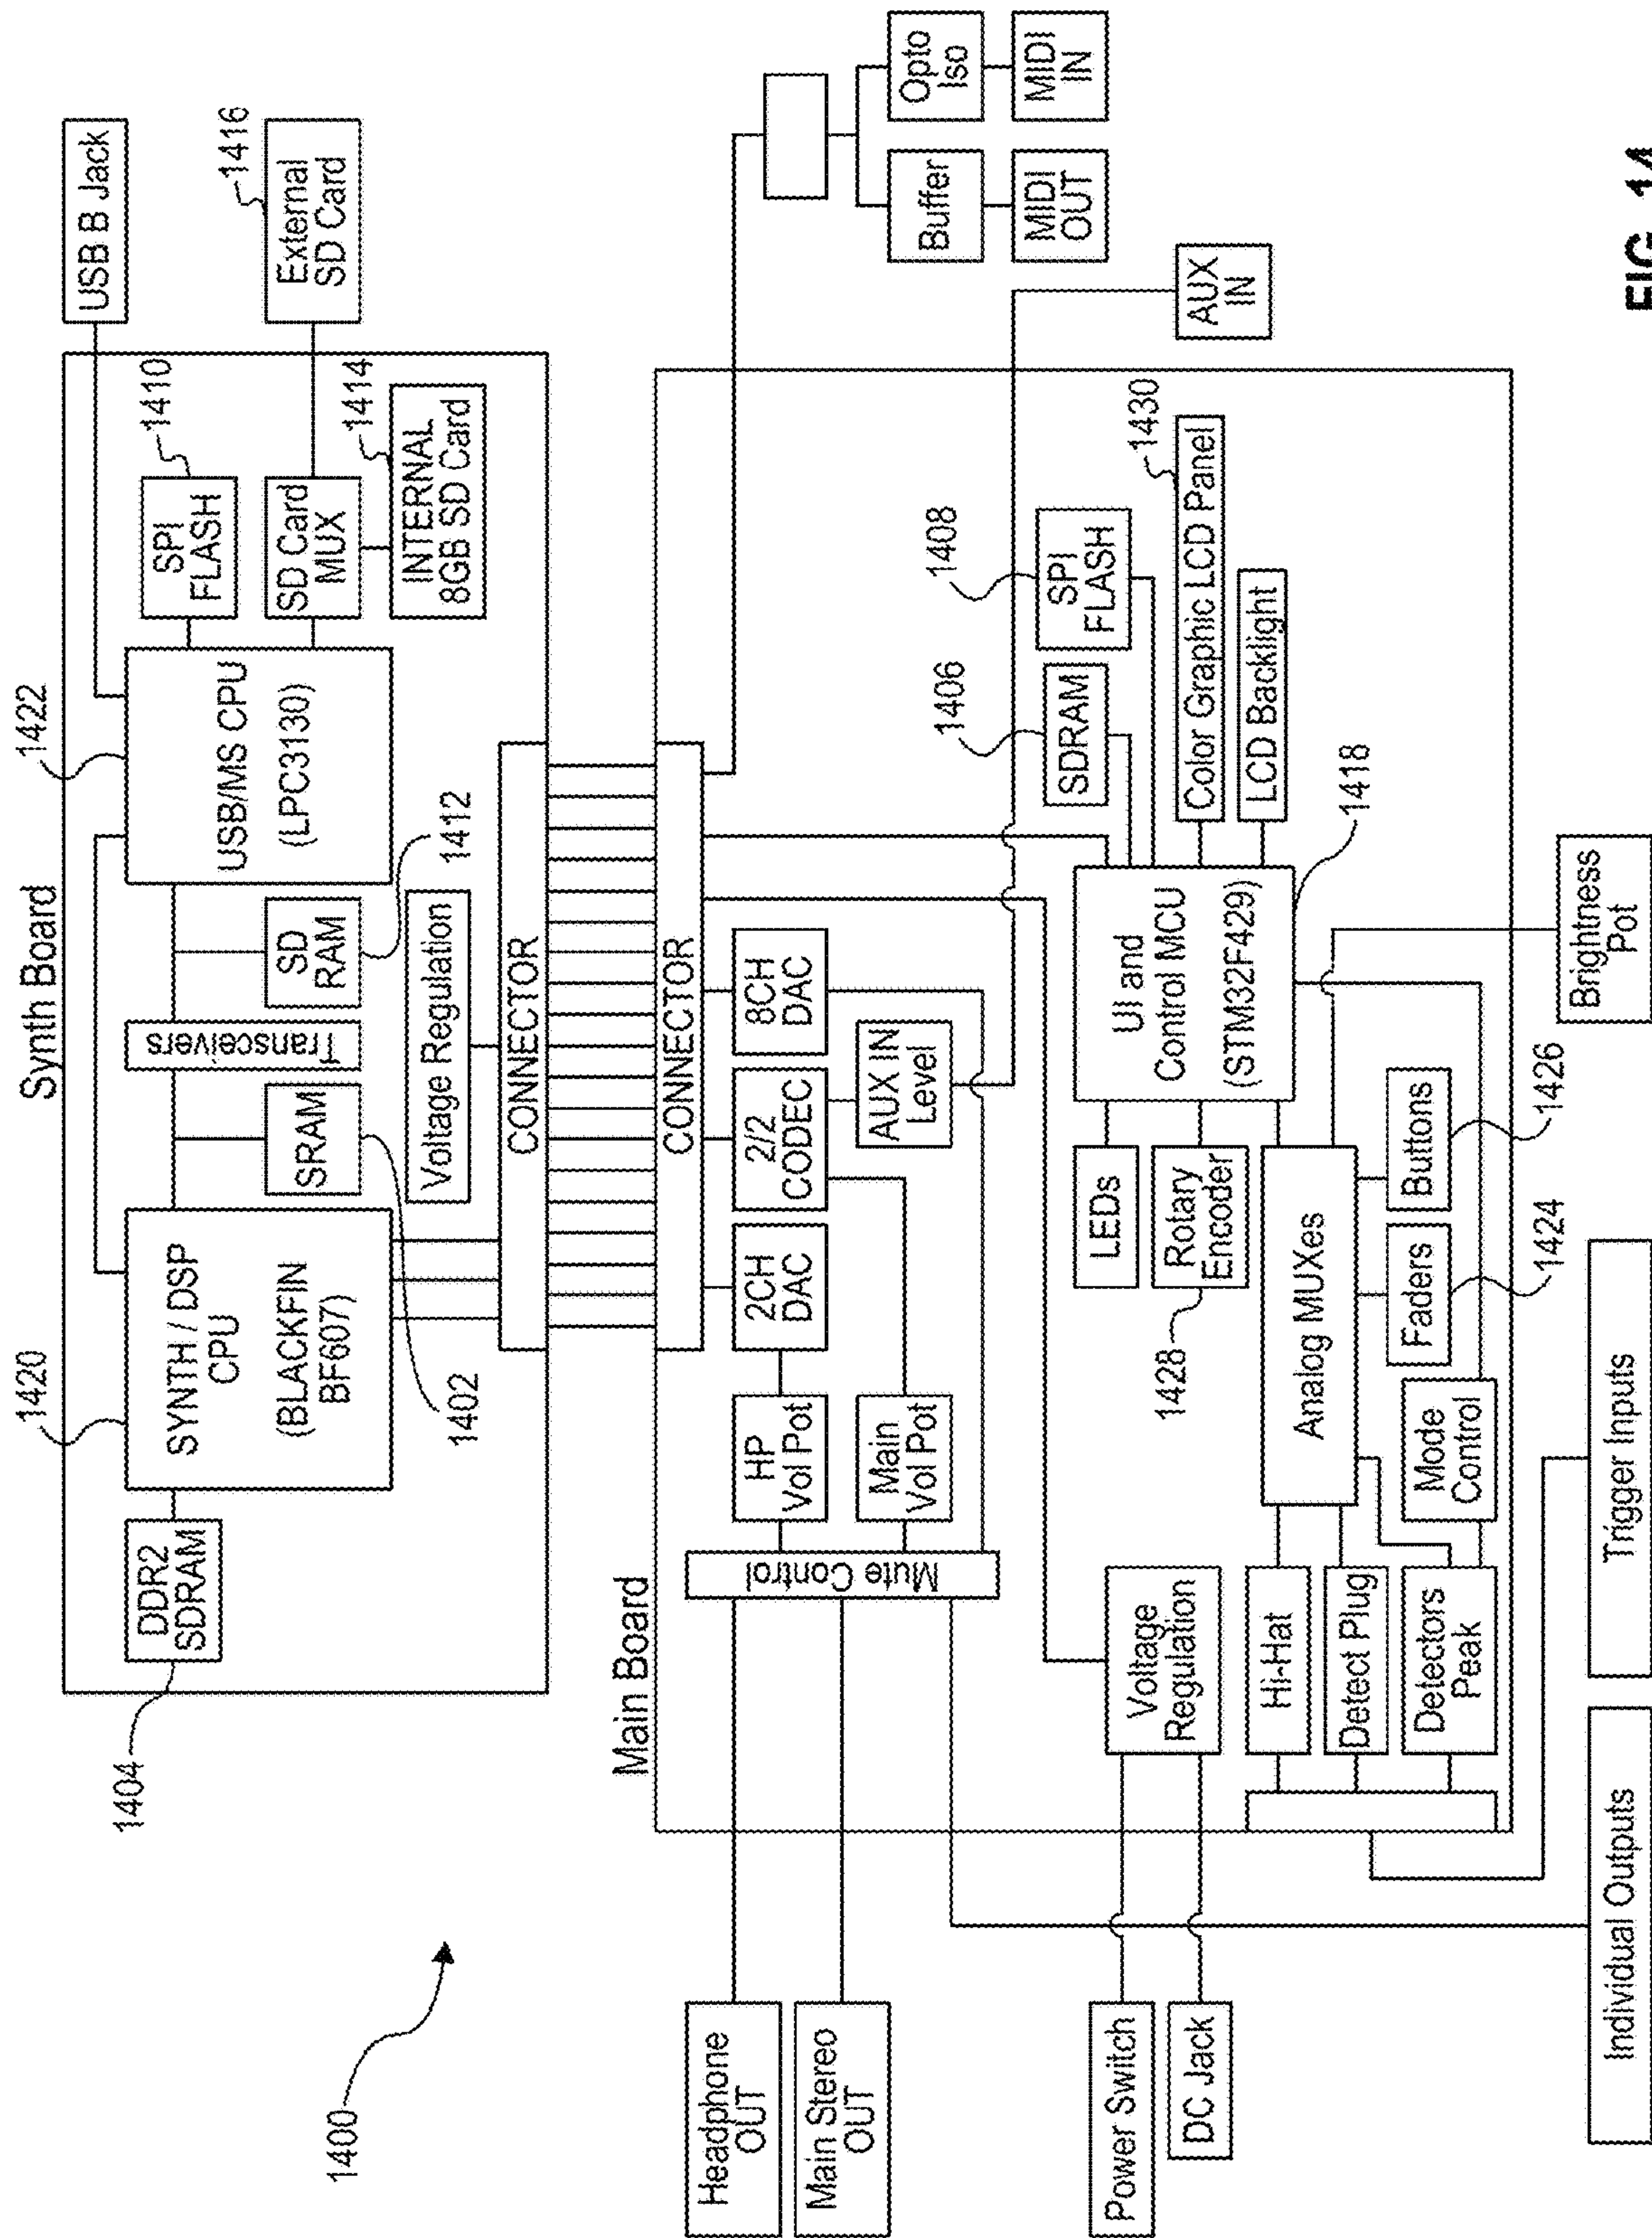 FIG. 14
1400
Synth Board
1404
DDR2
SDRAM
1420
SYNTH / DSP
CPU
(BLACKFIN
BF607)
SRAM
1402
Transceivers
SD
RAM
1412
1422
USB/MS CPU
(LPC3130)
SPI
FLASH
1410
SD Card
MUX
INTERNAL
8GB SD Card
1414
USB B Jack
External
SD Card
1416
Voltage Regulation
CONNECTOR
Main Board
CONNECTOR
Headphone
OUT
Main Stereo
OUT
Mute Control
HP
Vol Pot
Main
Vol Pot
2CH
DAC
2/2
CODEC
8CH
DAC
AUX IN
Level
Buffer
Opto
Iso
MIDI
OUT
MIDI
IN
AUX
IN
SDRAM
1406
SPI
FLASH
1408
Color Graphic LCD Panel
1430
LCD Backlight
UI and
Control MCU
(STM32F429)
1418
LEDs
Rotary
Encoder
1428
Analog MUXes
Faders
1424
Buttons
1426
Mode
Control
Power Switch
DC Jack
Voltage
Regulation
Hi-Hat
Detect Plug
Detectors
Peak
Brightness
Pot
Individual Outputs
Trigger Inputs